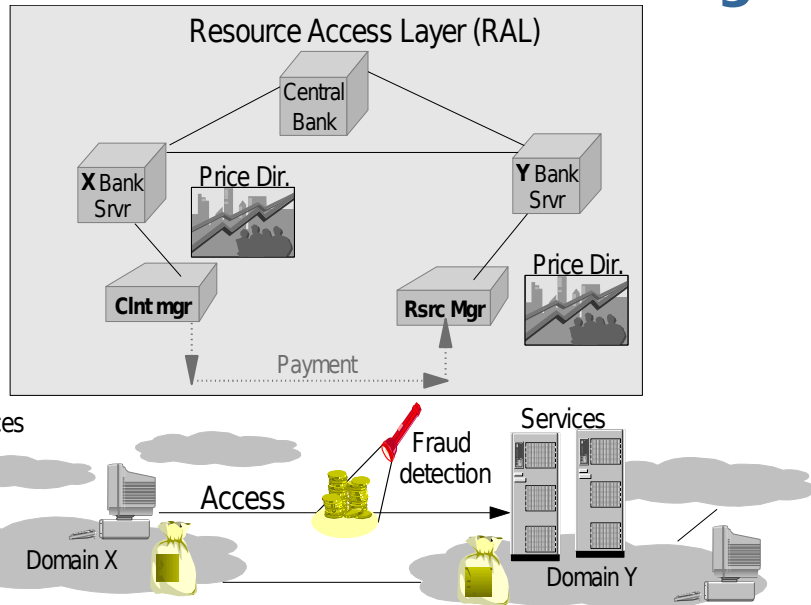 Resource Access Layer (RAL)
Central
Bank
X Bank
Srvr
Price Dir.
Y Bank
Srvr
Price Dir.
Clnt mgr
Rsrc Mgr
Payment
Services
Fraud
detection
Access
Domain X
Domain Y